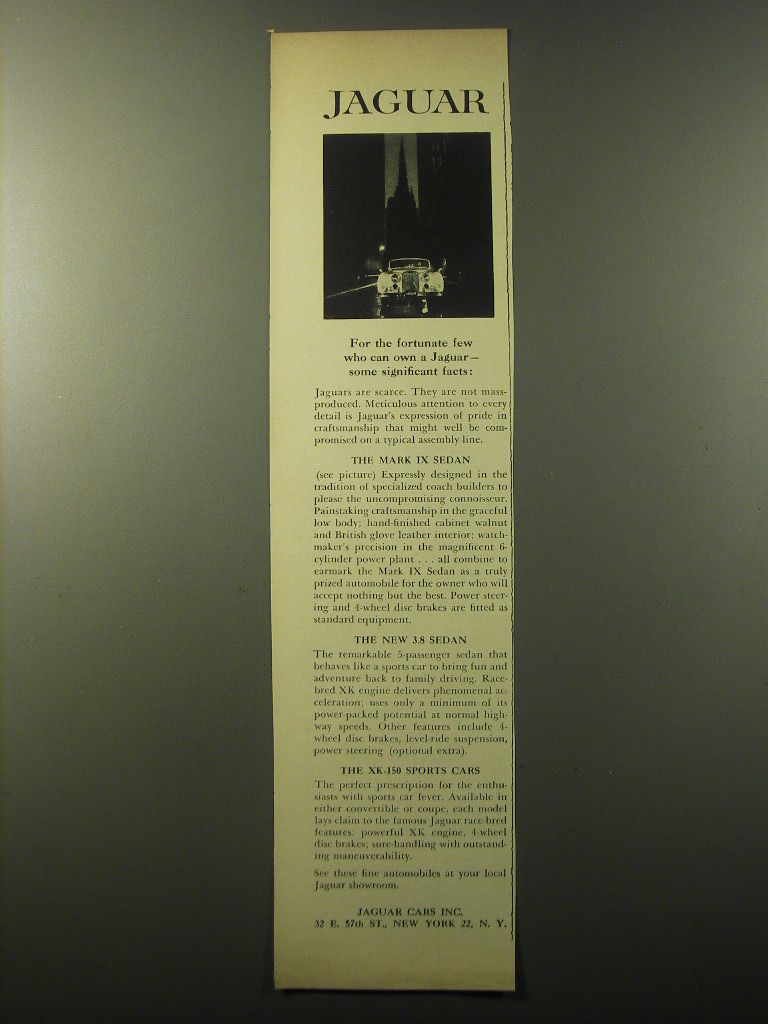 JAGUAR
For the fortunate few
who can own a Jaguar—
some significant facts:
Jaguars are scarce. They are not mass-
produced. Meticulous attention to every
detail is Jaguar's expression of pride in
craftsmanship that might well be com-
promised on a typical assembly line.
THE MARK IX SEDAN
(see picture) Expressly designed in the
tradition of specialized coach builders to
please the uncompromising connoisseur.
Painstaking craftsmanship in the graceful
low body; hand-finished cabinet walnut
and British glove leather interior; watch-
maker's precision in the magnificent 6-
cylinder power plant . . . all combine to
earmark the Mark IX Sedan as a truly
prized automobile for the owner who will
accept nothing but the best. Power steer-
ing and 4-wheel disc brakes are fitted as
standard equipment.
THE NEW 3.8 SEDAN
The remarkable 5-passenger sedan that
behaves like a sports car to bring fun and
adventure back to family driving. Race-
bred XK engine delivers phenomenal ac-
celeration; uses only a minimum of its
power-packed potential at normal high-
way speeds. Other features include 4-
wheel disc brakes, level-ride suspension,
power steering (optional extra).
THE XK-150 SPORTS CARS
The perfect prescription for the enthu-
siasts with sports car fever. Available in
either convertible or coupe, each model
lays claim to the famous Jaguar race-bred
features: powerful XK engine, 4-wheel
disc brakes; sure-handling with outstand-
ing maneuverability.
See these fine automobiles at your local
Jaguar showroom.
JAGUAR CARS INC.
32 E. 57th ST., NEW YORK 22, N. Y.